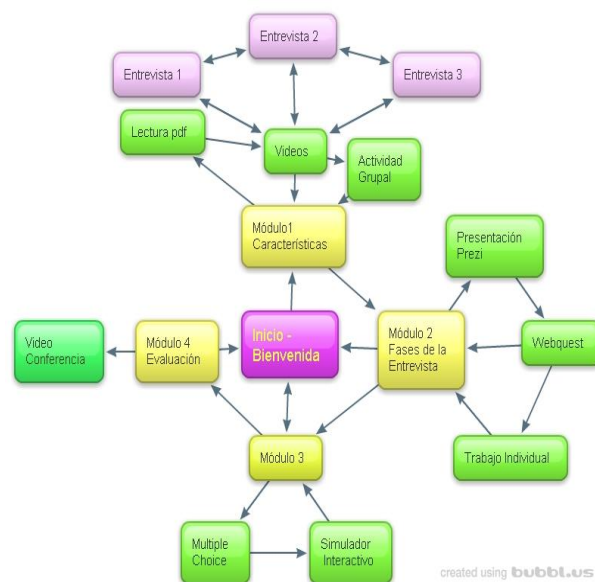 Entrevista 2
Entrevista 1
Entrevista 3
Lectura pdf
Videos
Actividad
Grupal
Módulo1
Características
Presentación
Prezi
Video
Conferencia
Módulo 4
Evaluación
Inicio -
Bienvenida
Módulo 2
Fases de la
Entrevista
Webquest
Módulo 3
Trabajo Individual
Multiple
Choice
Simulador
Interactivo
created using bubbl.us